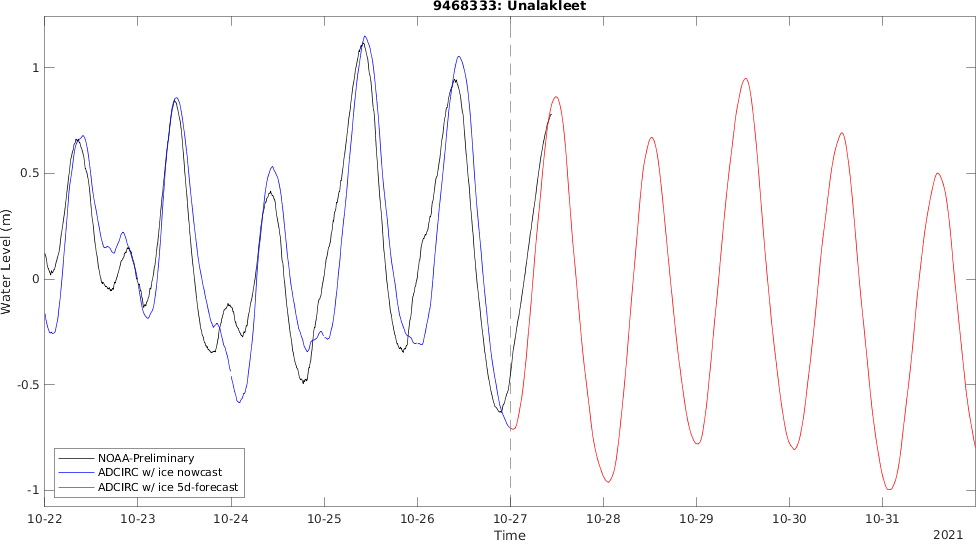 9468333: Unalakleet
Water Level (m)
1
0.5
0
-0.5
-1
NOAA-Preliminary
ADCIRC w/ ice nowcast
ADCIRC w/ ice 5d-forecast
10-22 10-23 10-24 10-25 10-26 10-27 10-28 10-29 10-30 10-31
Time
2021